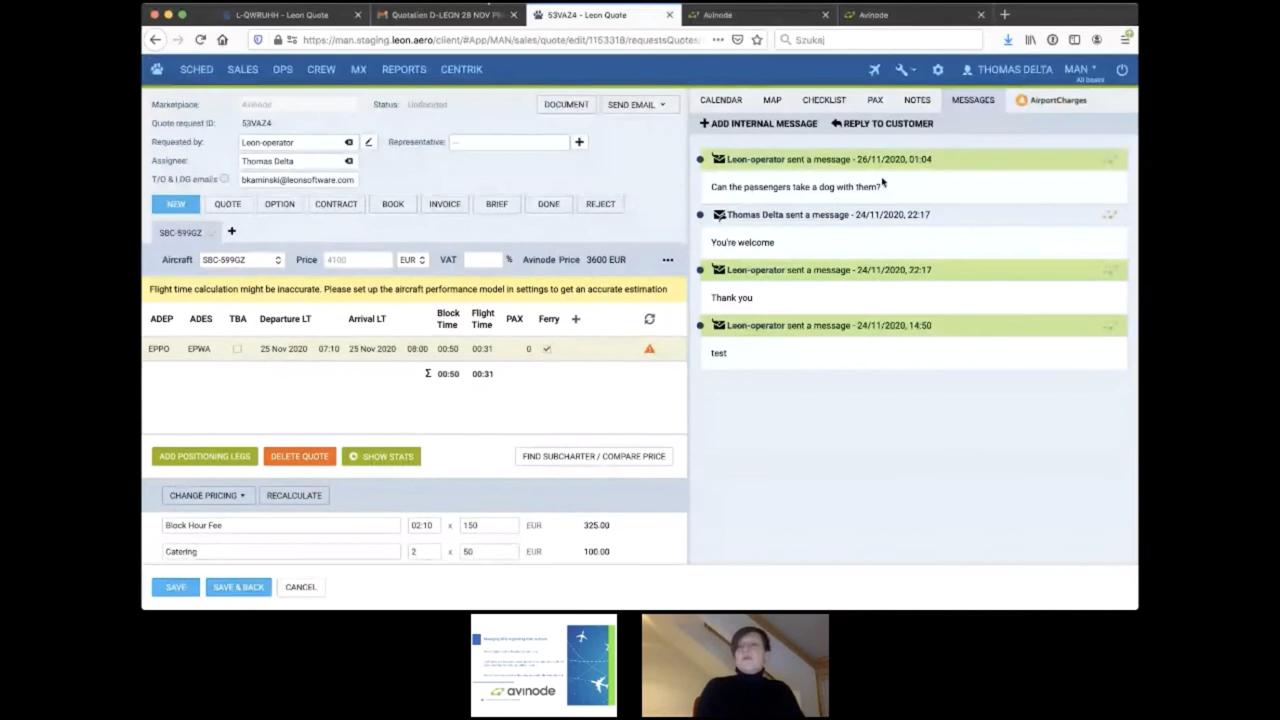 L-QWRUHH - Leon Quote
Quotation D-LEON 28 NOV
53VAZ4 - Leon Quote
Avinode
Avinode
https://man.staging.leon.aero/client/#App/MAN/sales/quote/edit/1153318/requestsQuotes/
Szukaj
SCHED SALES OPS CREW MX REPORTS CENTRIK
THOMAS DELTA MAN
All bases
Marketplace: Avinode Status: Undecided DOCUMENT SEND EMAIL
Quote request ID: 53VAZ4
Requested by: Leon-operator Representative: --
Assignee: Thomas Delta
T/O & LDG emails bkaminski@leonsoftware.com
NEW QUOTE OPTION CONTRACT BOOK INVOICE BRIEF DONE REJECT
SBC-599GZ
Aircraft SBC-599GZ Price 4100 EUR VAT % Avinode Price 3600 EUR
Flight time calculation might be inaccurate. Please set up the aircraft performance model in settings to get an accurate estimation
ADEP ADES TBA Departure LT Arrival LT Block Time Flight Time PAX Ferry
EPPO EPWA 25 Nov 2020 07:10 25 Nov 2020 08:00 00:50 00:31 0
Σ 00:50 00:31
ADD POSITIONING LEGS DELETE QUOTE SHOW STATS FIND SUBCHARTER / COMPARE PRICE
CHANGE PRICING RECALCULATE
Block Hour Fee 02:10 x 150 EUR 325.00
Catering 2 x 50 EUR 100.00
SAVE SAVE & BACK CANCEL
CALENDAR MAP CHECKLIST PAX NOTES MESSAGES AirportCharges
ADD INTERNAL MESSAGE REPLY TO CUSTOMER
Leon-operator sent a message - 26/11/2020, 01:04
Can the passengers take a dog with them?
Thomas Delta sent a message - 24/11/2020, 22:17
You're welcome
Leon-operator sent a message - 24/11/2020, 22:17
Thank you
Leon-operator sent a message - 24/11/2020, 14:50
test
avinode